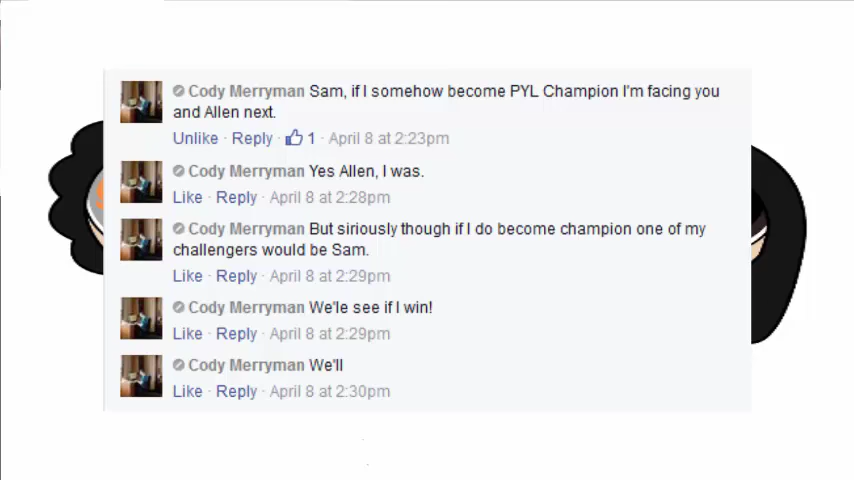 Cody Merryman Sam, if I somehow become PYL Champion I'm facing you
and Allen next.
Unlike · Reply · 1 · April 8 at 2:23pm
Cody Merryman Yes Allen, I was.
Like · Reply · April 8 at 2:28pm
Cody Merryman But siriously though if I do become champion one of my
challengers would be Sam.
Like · Reply · April 8 at 2:29pm
Cody Merryman We'le see if I win!
Like · Reply · April 8 at 2:29pm
Cody Merryman We'll
Like · Reply · April 8 at 2:30pm